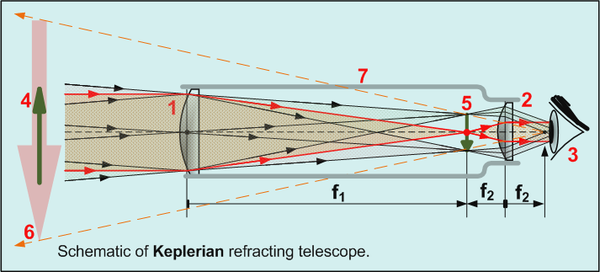 7
4
1
5
2
3
f₁
f₂
f₂
6
Schematic of Keplerian refracting telescope.